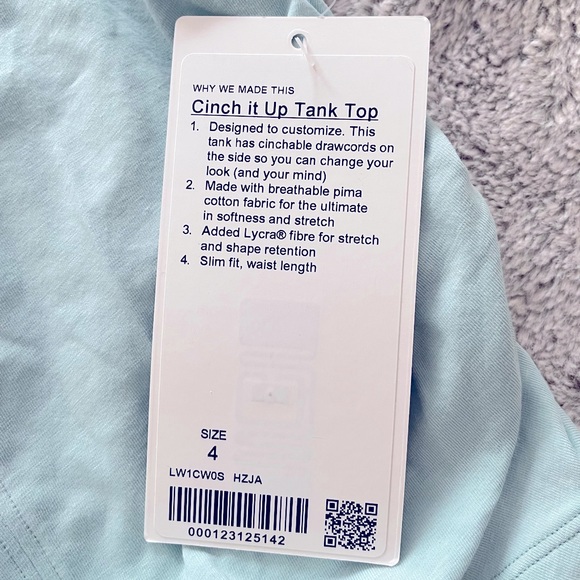 WHY WE MADE THIS
Cinch it Up Tank Top
1. Designed to customize. This
tank has cinchable drawcords on
the side so you can change your
look (and your mind)
2. Made with breathable pima
cotton fabric for the ultimate
in softness and stretch
3. Added Lycra® fibre for stretch
and shape retention
4. Slim fit, waist length
SIZE
4
LW1CW0S HZJA
000123125142